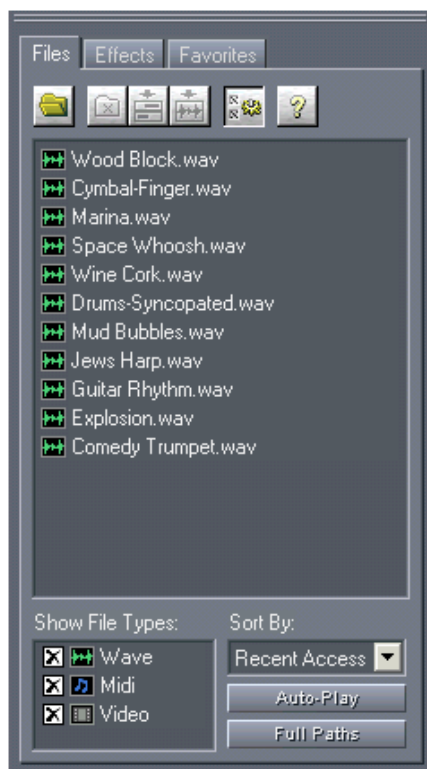 Files Effects Favorites
?
Wood Block.wav
Cymbal-Finger.wav
Marina.wav
Space Whoosh.wav
Wine Cork.wav
Drums-Syncopated.wav
Mud Bubbles.wav
Jews Harp.wav
Guitar Rhythm.wav
Explosion.wav
Comedy Trumpet.wav
Show File Types: Sort By:
Wave Recent Access
Midi Auto-Play
Video Full Paths